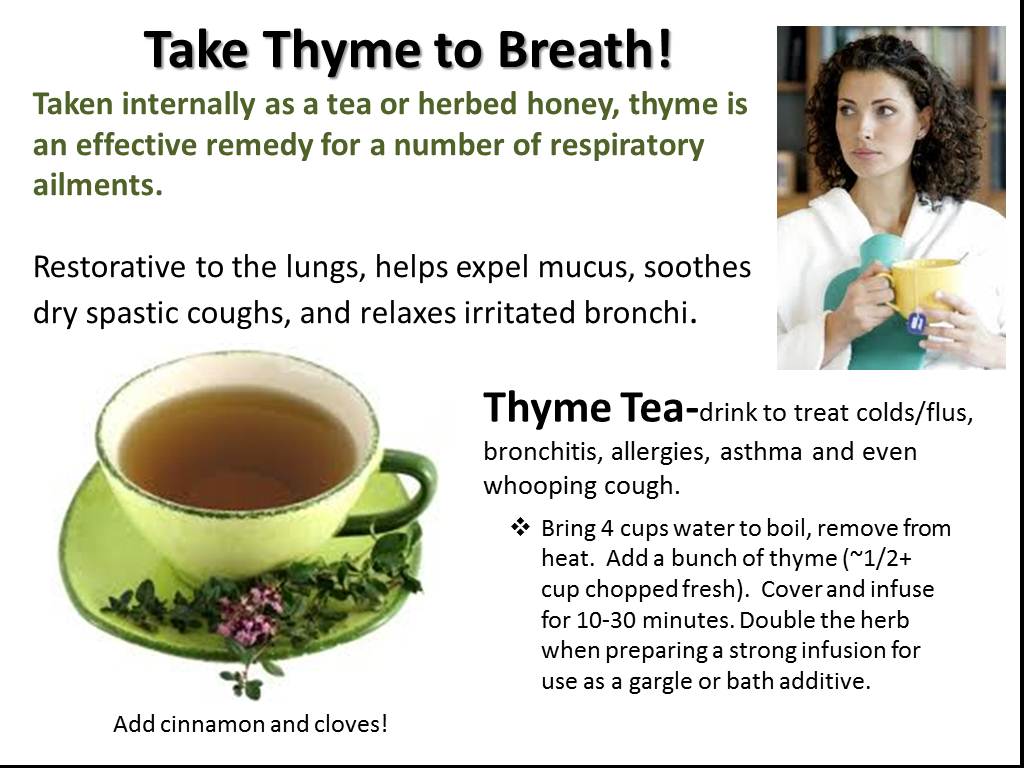 Take Thyme to Breath!
Taken internally as a tea or herbed honey, thyme is
an effective remedy for a number of respiratory
ailments.
Restorative to the lungs, helps expel mucus, soothes
dry spastic coughs, and relaxes irritated bronchi.
Thyme Tea-drink to treat colds/flus,
bronchitis, allergies, asthma and even
whooping cough.
❖ Bring 4 cups water to boil, remove from
heat. Add a bunch of thyme (~1/2+
cup chopped fresh). Cover and infuse
for 10-30 minutes. Double the herb
when preparing a strong infusion for
use as a gargle or bath additive.
Add cinnamon and cloves!